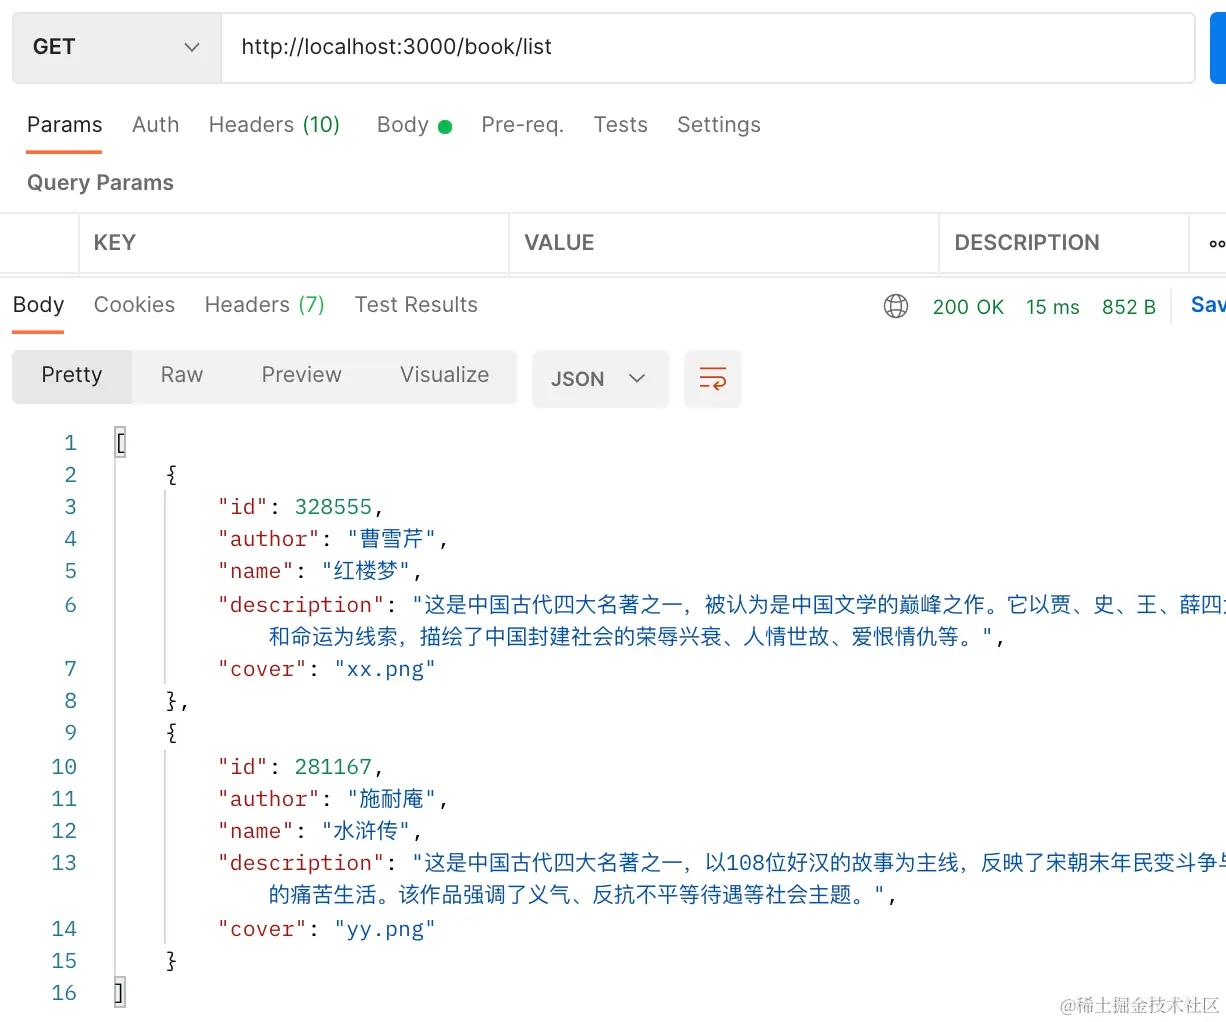 GET http://localhost:3000/book/list
Params Auth Headers (10) Body Pre-req. Tests Settings
Query Params
KEY VALUE DESCRIPTION
Body Cookies Headers (7) Test Results 200 OK 15 ms 852 B Sav
Pretty Raw Preview Visualize JSON
1 [
2 {
3 "id": 328555,
4 "author": "曹雪芹",
5 "name": "红楼梦",
6 "description": "这是中国古代四大名著之一，被认为是中国文学的巅峰之作。它以贾、史、王、薛四
和命运为线索，描绘了中国封建社会的荣辱兴衰、人情世故、爱恨情仇等。",
7 "cover": "xx.png"
8 },
9 {
10 "id": 281167,
11 "author": "施耐庵",
12 "name": "水浒传",
13 "description": "这是中国古代四大名著之一，以108位好汉的故事为主线，反映了宋朝末年民变斗争与
的痛苦生活。该作品强调了义气、反抗不平等待遇等社会主题。",
14 "cover": "yy.png"
15 }
16 ]
@稀土掘金技术社区